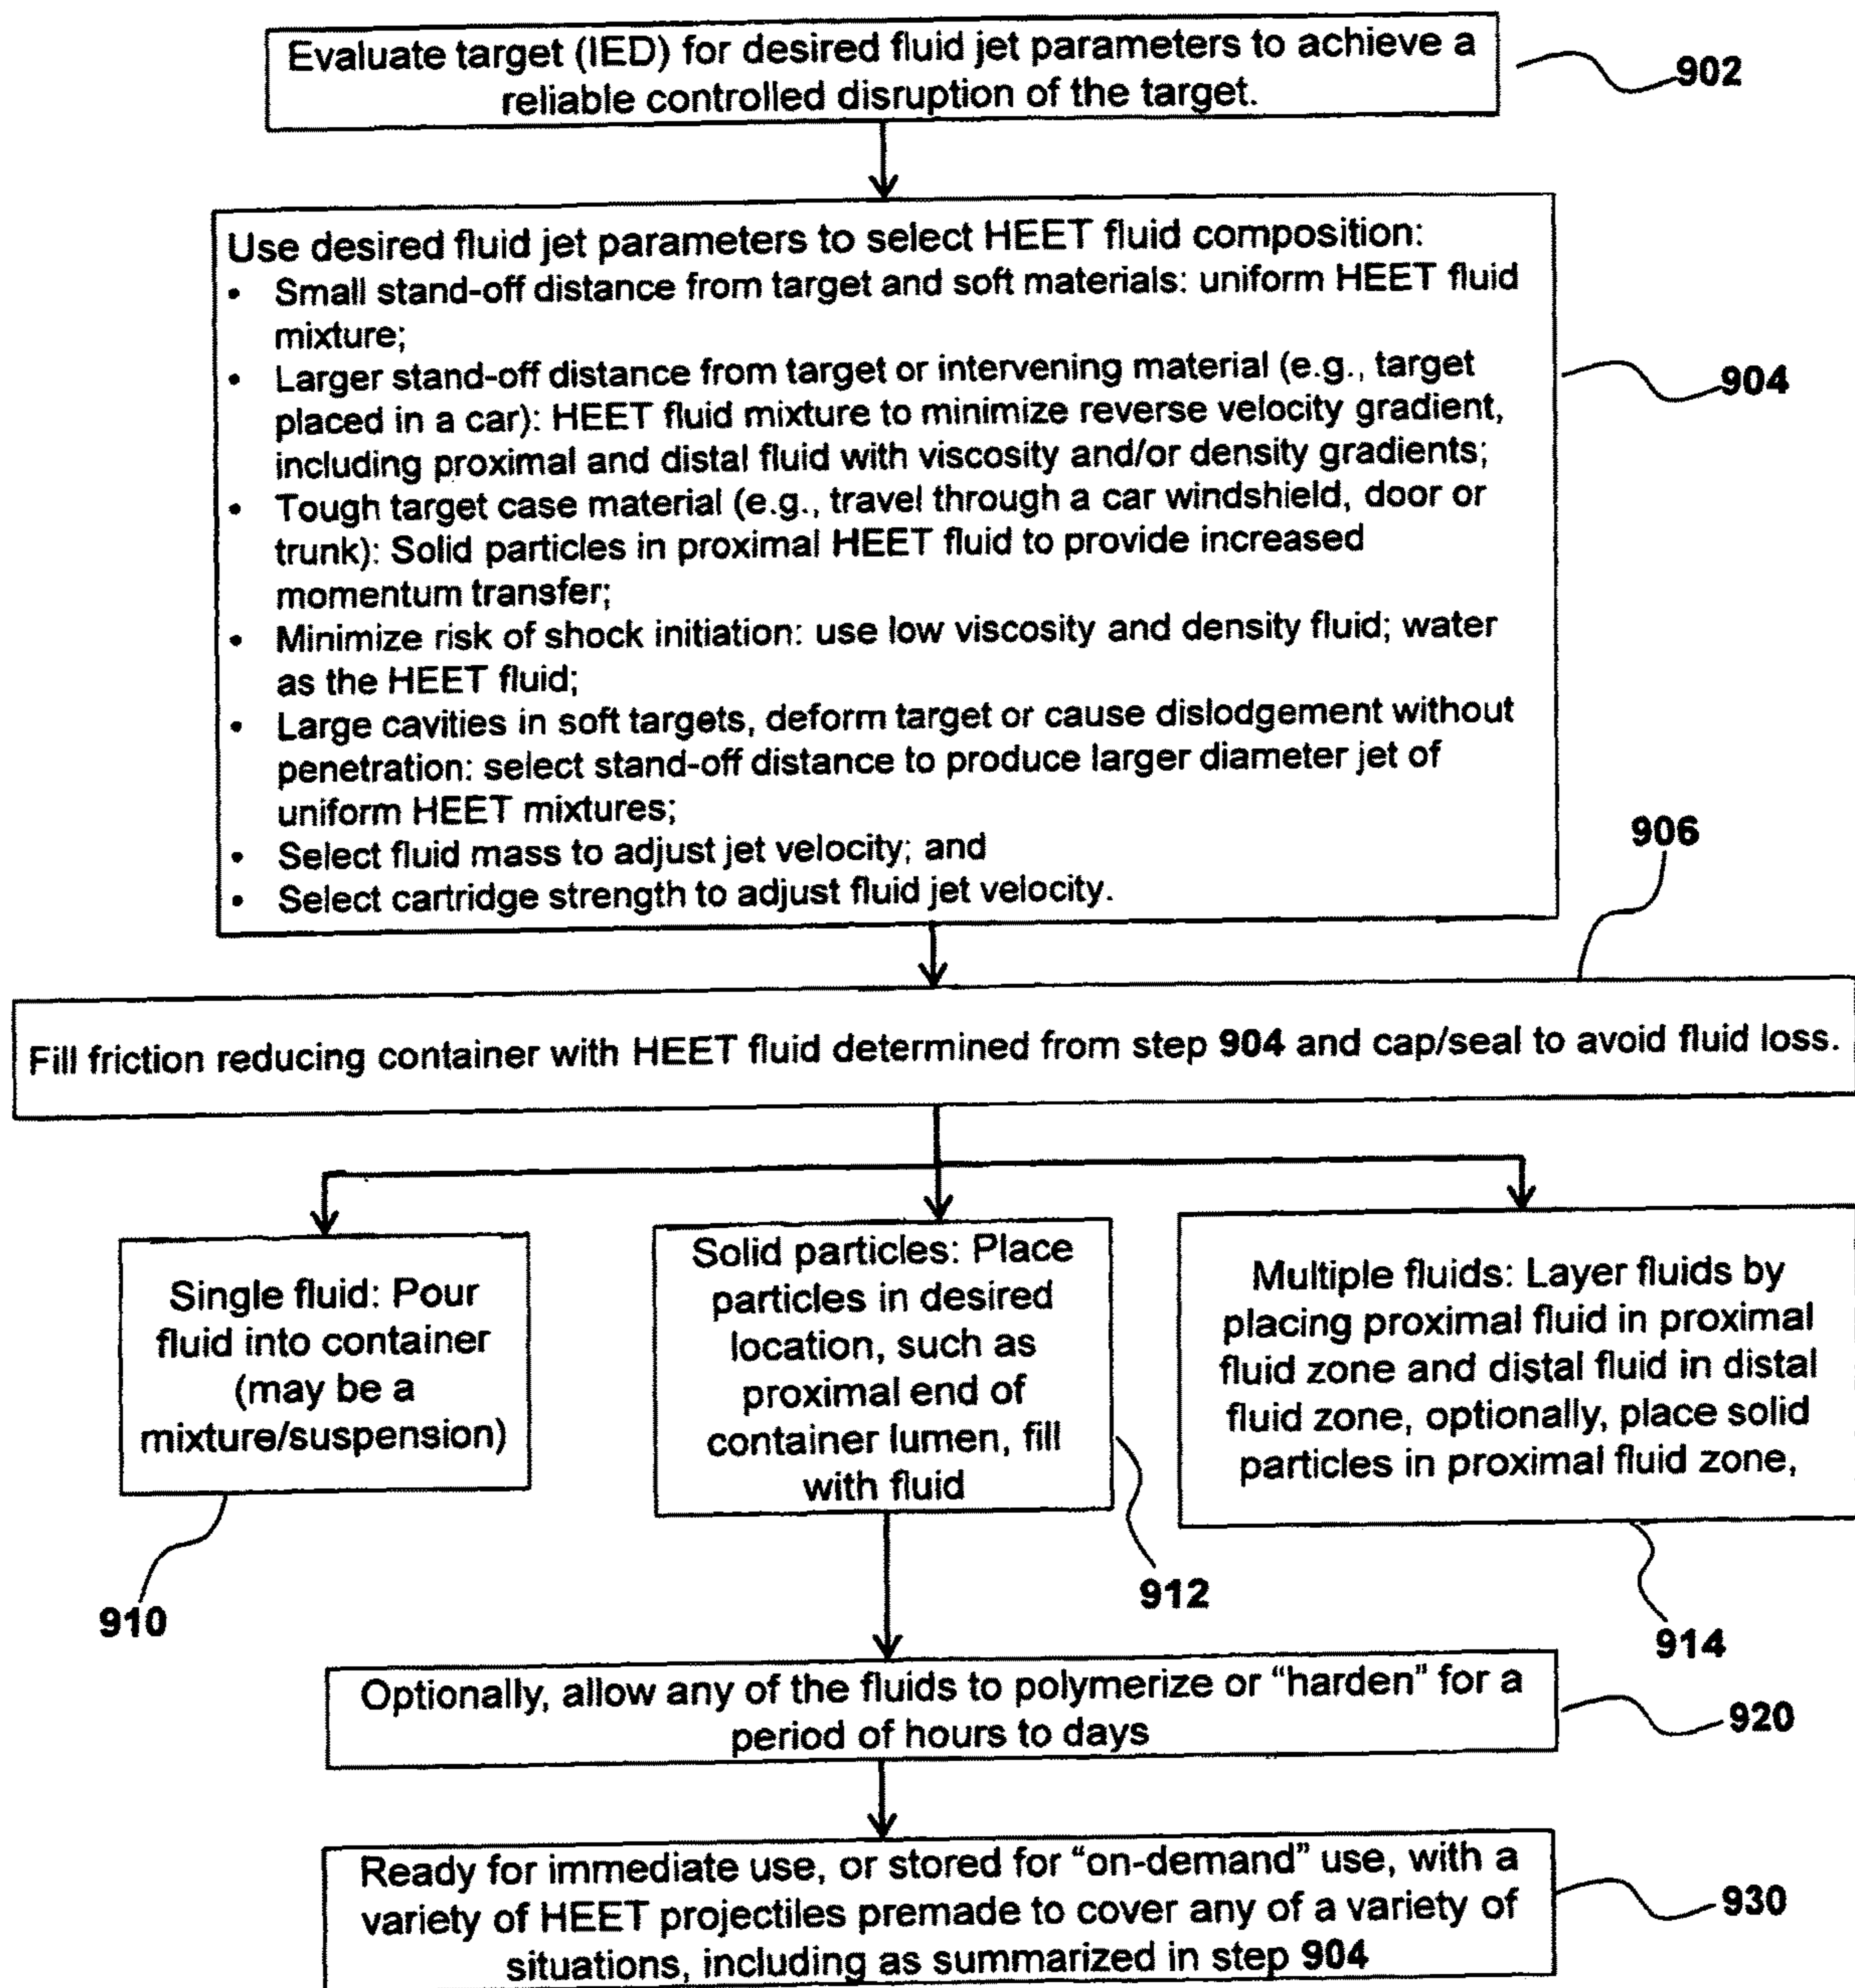 Evaluate target (IED) for desired fluid jet parameters to achieve a
reliable controlled disruption of the target.
902
Use desired fluid jet parameters to select HEET fluid composition:
• Small stand-off distance from target and soft materials: uniform HEET fluid
mixture;
• Larger stand-off distance from target or intervening material (e.g., target
placed in a car): HEET fluid mixture to minimize reverse velocity gradient,
including proximal and distal fluid with viscosity and/or density gradients;
• Tough target case material (e.g., travel through a car windshield, door or
trunk): Solid particles in proximal HEET fluid to provide increased
momentum transfer;
• Minimize risk of shock initiation: use low viscosity and density fluid; water
as the HEET fluid;
• Large cavities in soft targets, deform target or cause dislodgement without
penetration: select stand-off distance to produce larger diameter jet of
uniform HEET mixtures;
• Select fluid mass to adjust jet velocity; and
• Select cartridge strength to adjust fluid jet velocity.
904
906
Fill friction reducing container with HEET fluid determined from step 904 and cap/seal to avoid fluid loss.
Single fluid: Pour
fluid into container
(may be a
mixture/suspension)
910
Solid particles: Place
particles in desired
location, such as
proximal end of
container lumen, fill
with fluid
912
Multiple fluids: Layer fluids by
placing proximal fluid in proximal
fluid zone and distal fluid in distal
fluid zone, optionally, place solid
particles in proximal fluid zone,
914
Optionally, allow any of the fluids to polymerize or “harden” for a
period of hours to days
920
Ready for immediate use, or stored for “on-demand” use, with a
variety of HEET projectiles premade to cover any of a variety of
situations, including as summarized in step 904
930